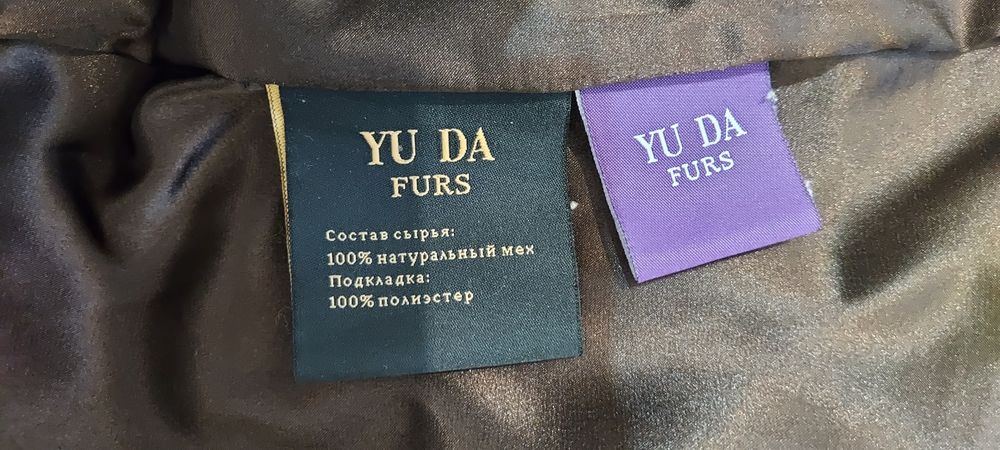 YU DA
FURS
Состав сырья:
100% натуральный мех
Подкладка:
100% полиэстер
YU DA
FURS